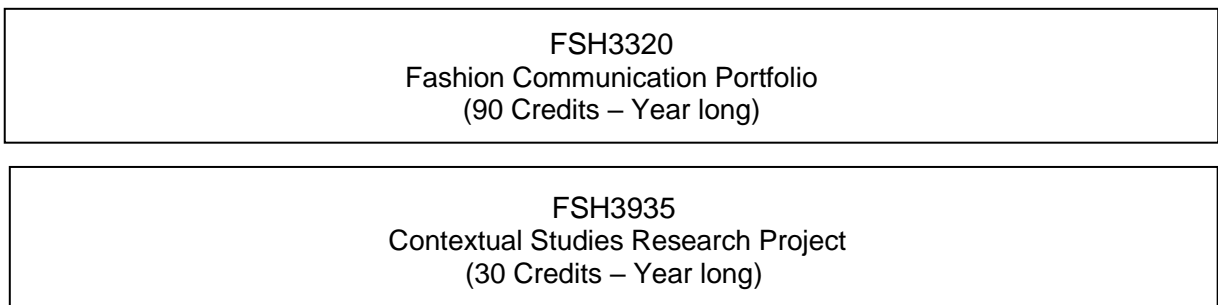 FSH3320
Fashion Communication Portfolio
(90 Credits – Year long)
FSH3935
Contextual Studies Research Project
(30 Credits – Year long)